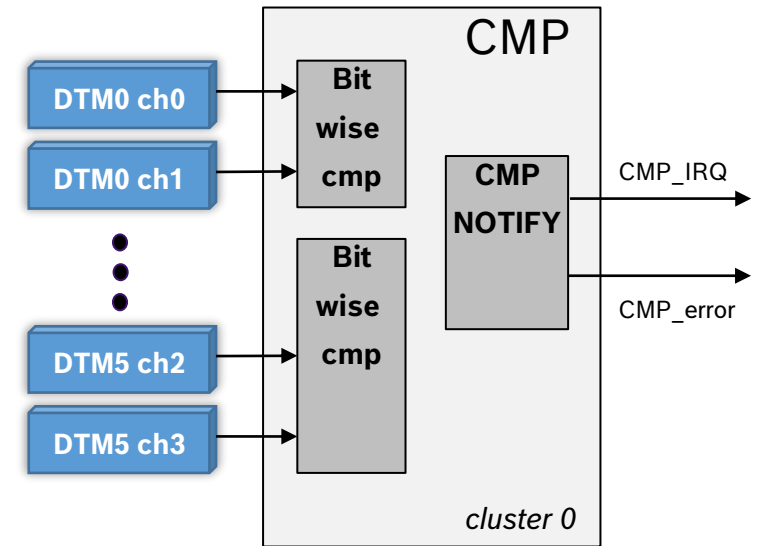 CMP
DTM0 ch0
DTM0 ch1
Bit
wise
cmp
CMP
NOTIFY
CMP_IRQ
CMP_error
Bit
wise
cmp
DTM5 ch2
DTM5 ch3
cluster 0